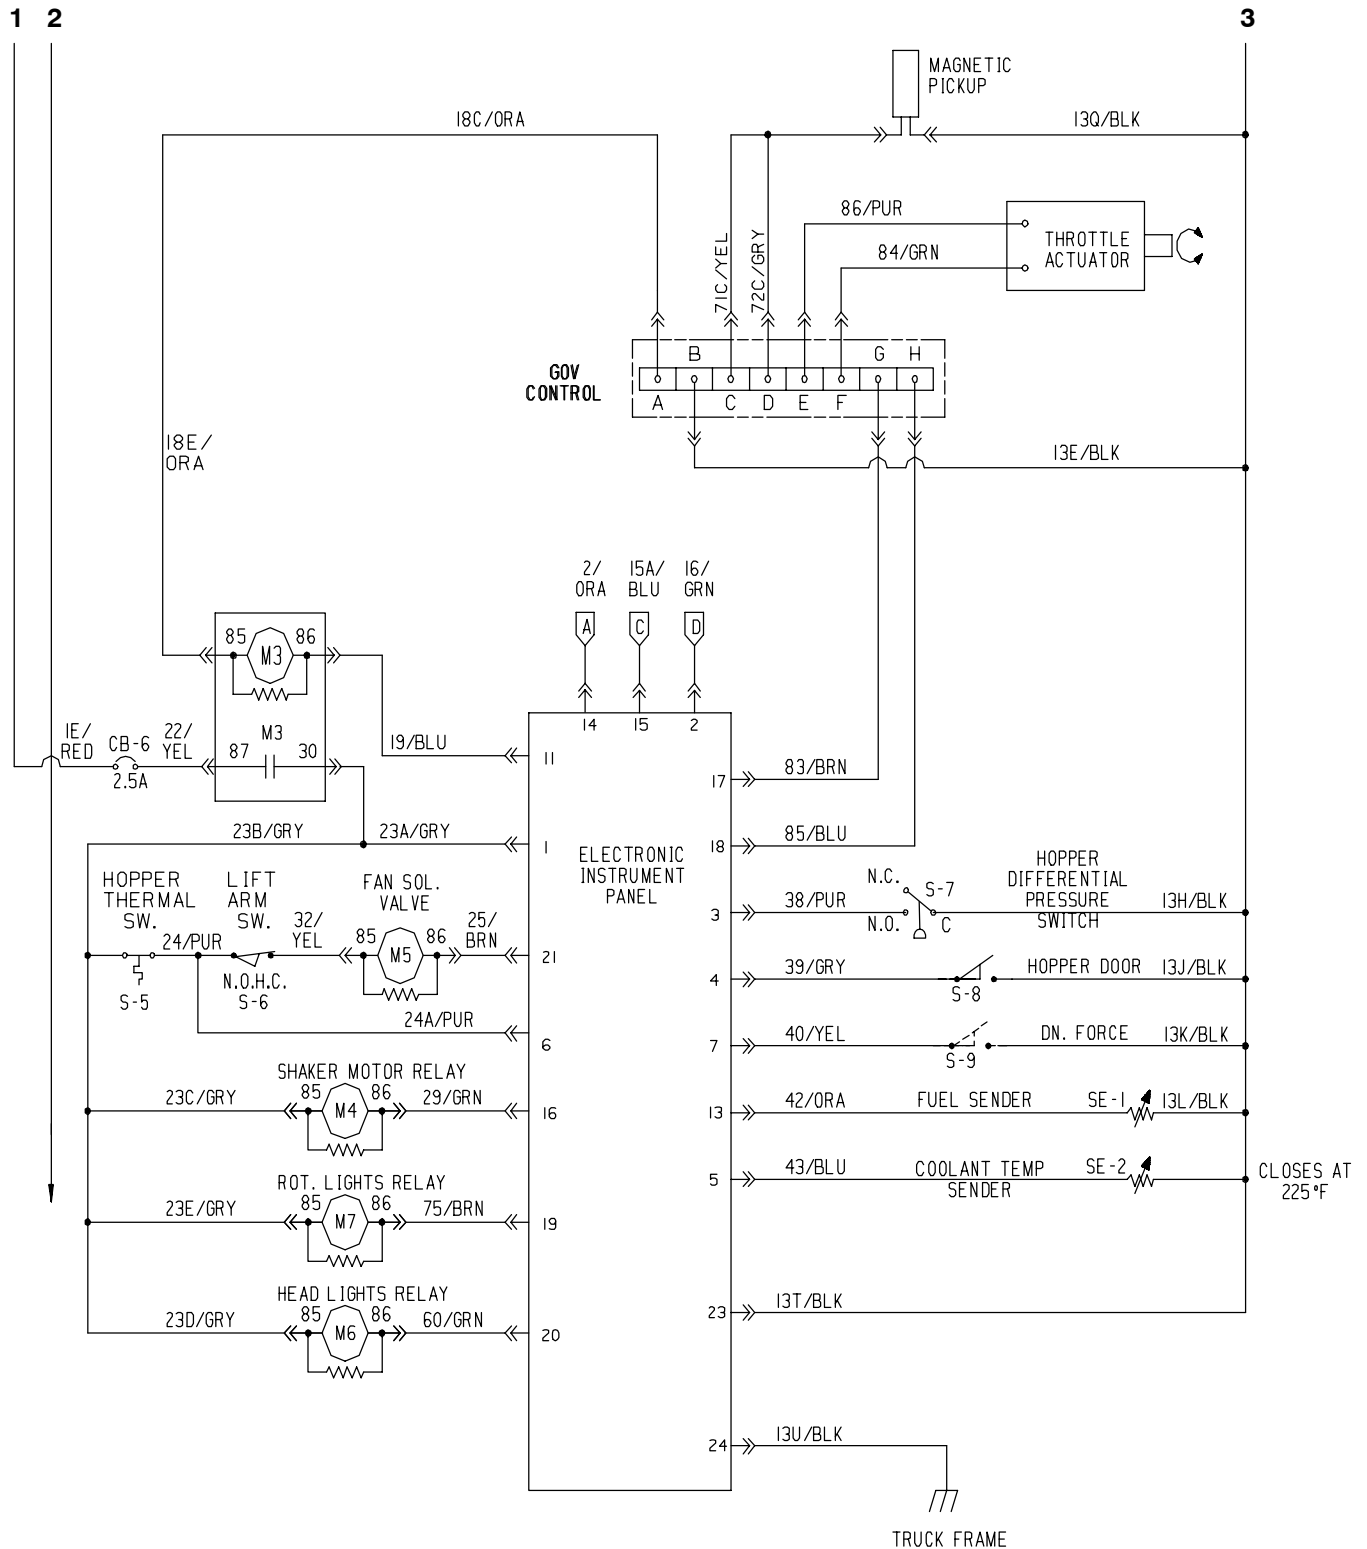 1 2 3
MAGNETIC
PICKUP
18C/ORA
13Q/BLK
86/PUR
84/GRN
THROTTLE
ACTUATOR
71C/YEL
72C/GRY
GOV
CONTROL
B G H
A C D E F
18E/
ORA
13E/BLK
2/
ORA
15A/
BLU
16/
GRN
A C D
14 15 2
85 M3 86
M3
1E/
RED
CB-6
2.5A
22/
YEL
87 30
19/BLU
11
17
83/BRN
23B/GRY
23A/GRY
1
18
85/BLU
ELECTRONIC
INSTRUMENT
PANEL
HOPPER
THERMAL
SW.
LIFT
ARM
SW.
FAN SOL.
VALVE
24/PUR
32/
YEL
85 M5 86
25/
BRN
21
S-5
N.O.H.C.
S-6
24A/PUR
6
3
38/PUR
N.C.
N.O.
S-7
C
HOPPER
DIFFERENTIAL
PRESSURE
SWITCH
13H/BLK
4
39/GRY
S-8
HOPPER DOOR
13J/BLK
7
40/YEL
S-9
DN. FORCE
13K/BLK
SHAKER MOTOR RELAY
23C/GRY
85 M4 86
29/GRN
16
13
42/ORA
FUEL SENDER
SE-1
13L/BLK
5
43/BLU
COOLANT TEMP
SENDER
SE-2
CLOSES AT
225°F
ROT. LIGHTS RELAY
23E/GRY
85 M7 86
75/BRN
19
HEAD LIGHTS RELAY
23D/GRY
85 M6 86
60/GRN
20
23
13T/BLK
24
13U/BLK
TRUCK FRAME